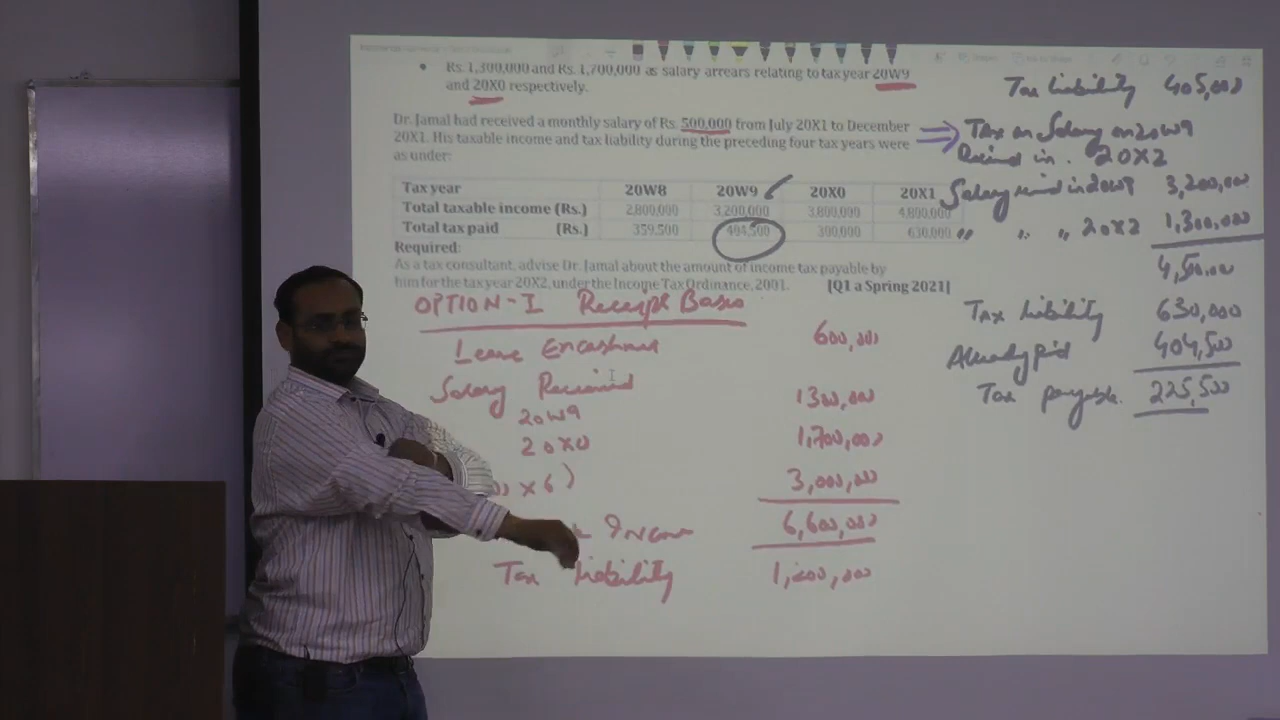 • Rs. 1,300,000 and Rs. 1,700,000 as salary arrears relating to tax year 20W9
and 20X0 respectively.
Dr. Jamal had received a monthly salary of Rs. 500,000 from July 20X1 to December
20X1. His taxable income and tax liability during the preceding four tax years were
as under:
Tax year 20W8 20W9 20X0 20X1
Total taxable income (Rs.) 2,800,000 3,200,000 3,800,000 4,800,000
Total tax paid (Rs.) 359,500 404,500 300,000 630,000
Required:
As a tax consultant, advise Dr. Jamal about the amount of income tax payable by
him for the tax year 20X2, under the Income Tax Ordinance, 2001. [Q1 a Spring 2021]
OPTION-I Receipt Basis
Leave Encashment 600,000
Salary Received
20W9 1300,000
20X0 1,700,000
x 6) 3,000,000
Income 6,600,000
Tax liability
Tax liability 405,000
Tax on Salary on 20W9
Received in. 20X2
Salary received in 20W9 3,200,000
" " " 20X2 1,300,000
4,500,000
Tax liability 630,000
Already paid 404,500
Tax payable. 225,500